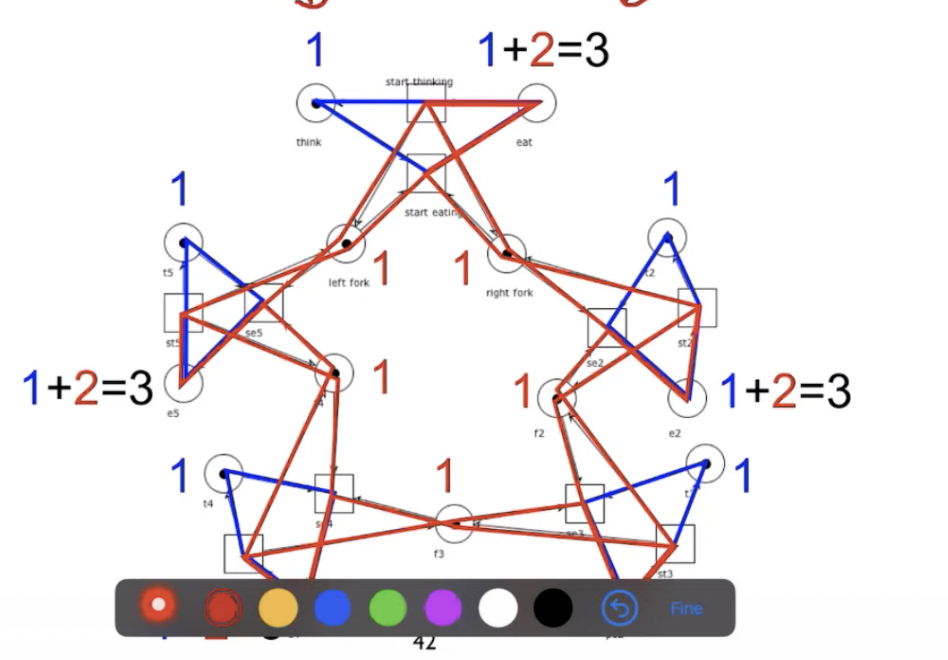 1 1+2=3
start thinking
think eat
1 1
start eating
t5 t2
left fork 1 1 right fork
st5 se5 se2 st2
1+2=3 1 1 1+2=3
e5 f2 e2
1 1 1
t4
se4 se3
f3
st3
Fine
42